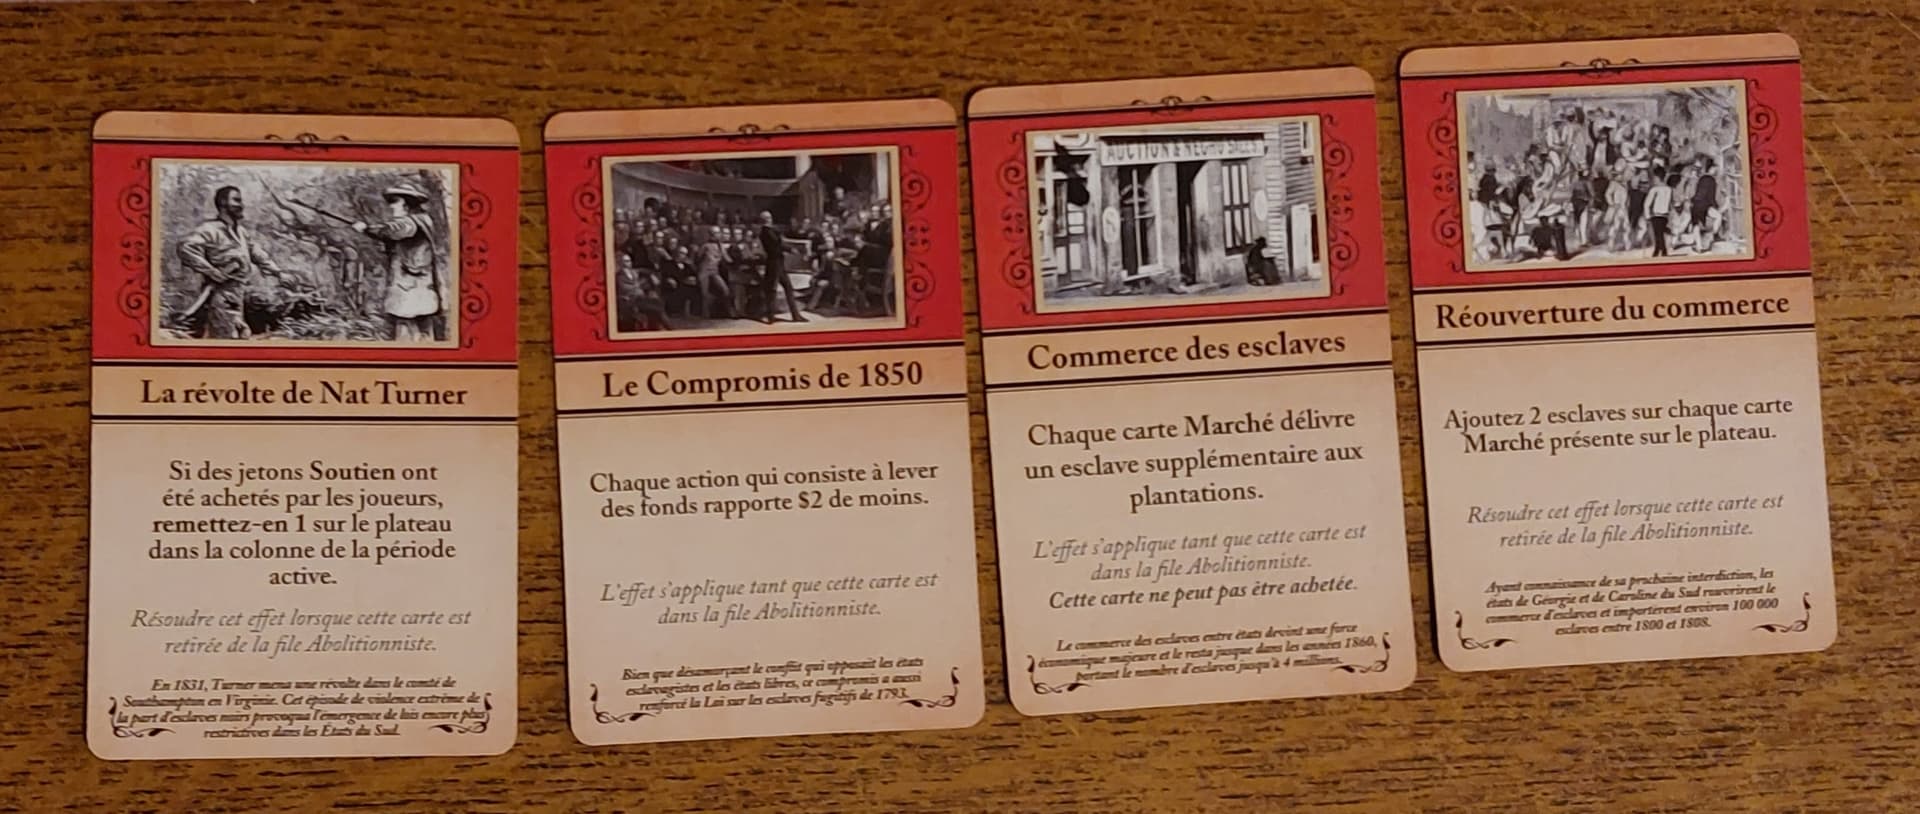 La révolte de Nat Turner
Si des jetons Soutien ont
été achetés par les joueurs,
remettez-en 1 sur le plateau
dans la colonne de la période
active.
Résoudre cet effet lorsque cette carte est
retirée de la file Abolitionniste.
En 1831, Turner mena une révolte dans le comté de
Southampton en Virginie. Cet épisode de violence extrême de
la part d'esclaves noirs provoqua l'émergence de lois encore plus
restrictives dans les États du Sud.
Le Compromis de 1850
Chaque action qui consiste à lever
des fonds rapporte $2 de moins.
L'effet s'applique tant que cette carte est
dans la file Abolitionniste.
Bien que désamorçant le conflit qui opposait les états
esclavagistes et les états libres, ce compromis a aussi
renforcé la Loi sur les esclaves fugitifs de 1793.
AUCTION & NEGRO SALES
Commerce des esclaves
Chaque carte Marché délivre
un esclave supplémentaire aux
plantations.
L'effet s'applique tant que cette carte est
dans la file Abolitionniste.
Cette carte ne peut pas être achetée.
Le commerce des esclaves entre états devint une force
économique majeure et le resta jusque dans les années 1860,
portant le nombre d'esclaves jusqu'à 4 millions.
Réouverture du commerce
Ajoutez 2 esclaves sur chaque carte
Marché présente sur le plateau.
Résoudre cet effet lorsque cette carte est
retirée de la file Abolitionniste.
Ayant connaissance de sa prochaine interdiction, les
états de Géorgie et de Caroline du Sud rouvrirent le
commerce d'esclaves et importèrent environ 100 000
esclaves entre 1800 et 1808.